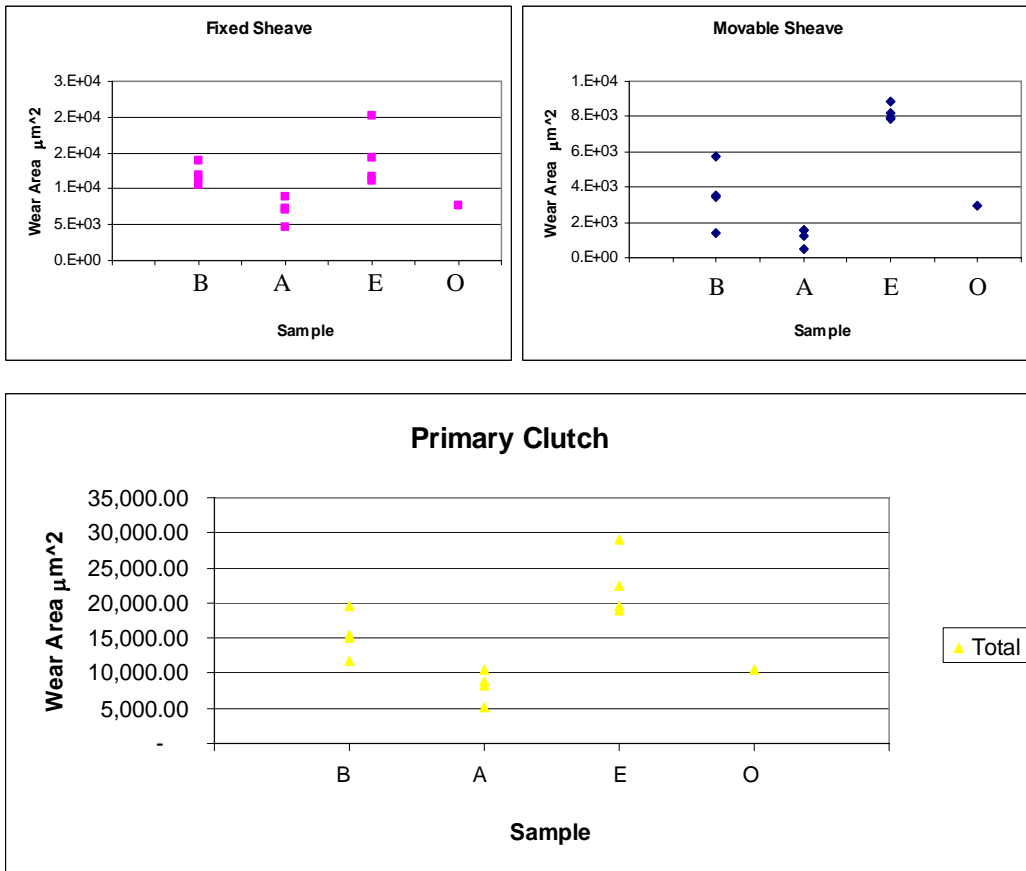 Fixed Sheave
Wear Area µm^2
3.E+04
2.E+04
2.E+04
1.E+04
5.E+03
0.E+00
B A E O
Sample
Movable Sheave
Wear Area µm^2
1.E+04
8.E+03
6.E+03
4.E+03
2.E+03
0.E+00
B A E O
Sample
Primary Clutch
Wear Area µm^2
35,000.00
30,000.00
25,000.00
20,000.00
15,000.00
10,000.00
5,000.00
-
B A E O
Sample
Total